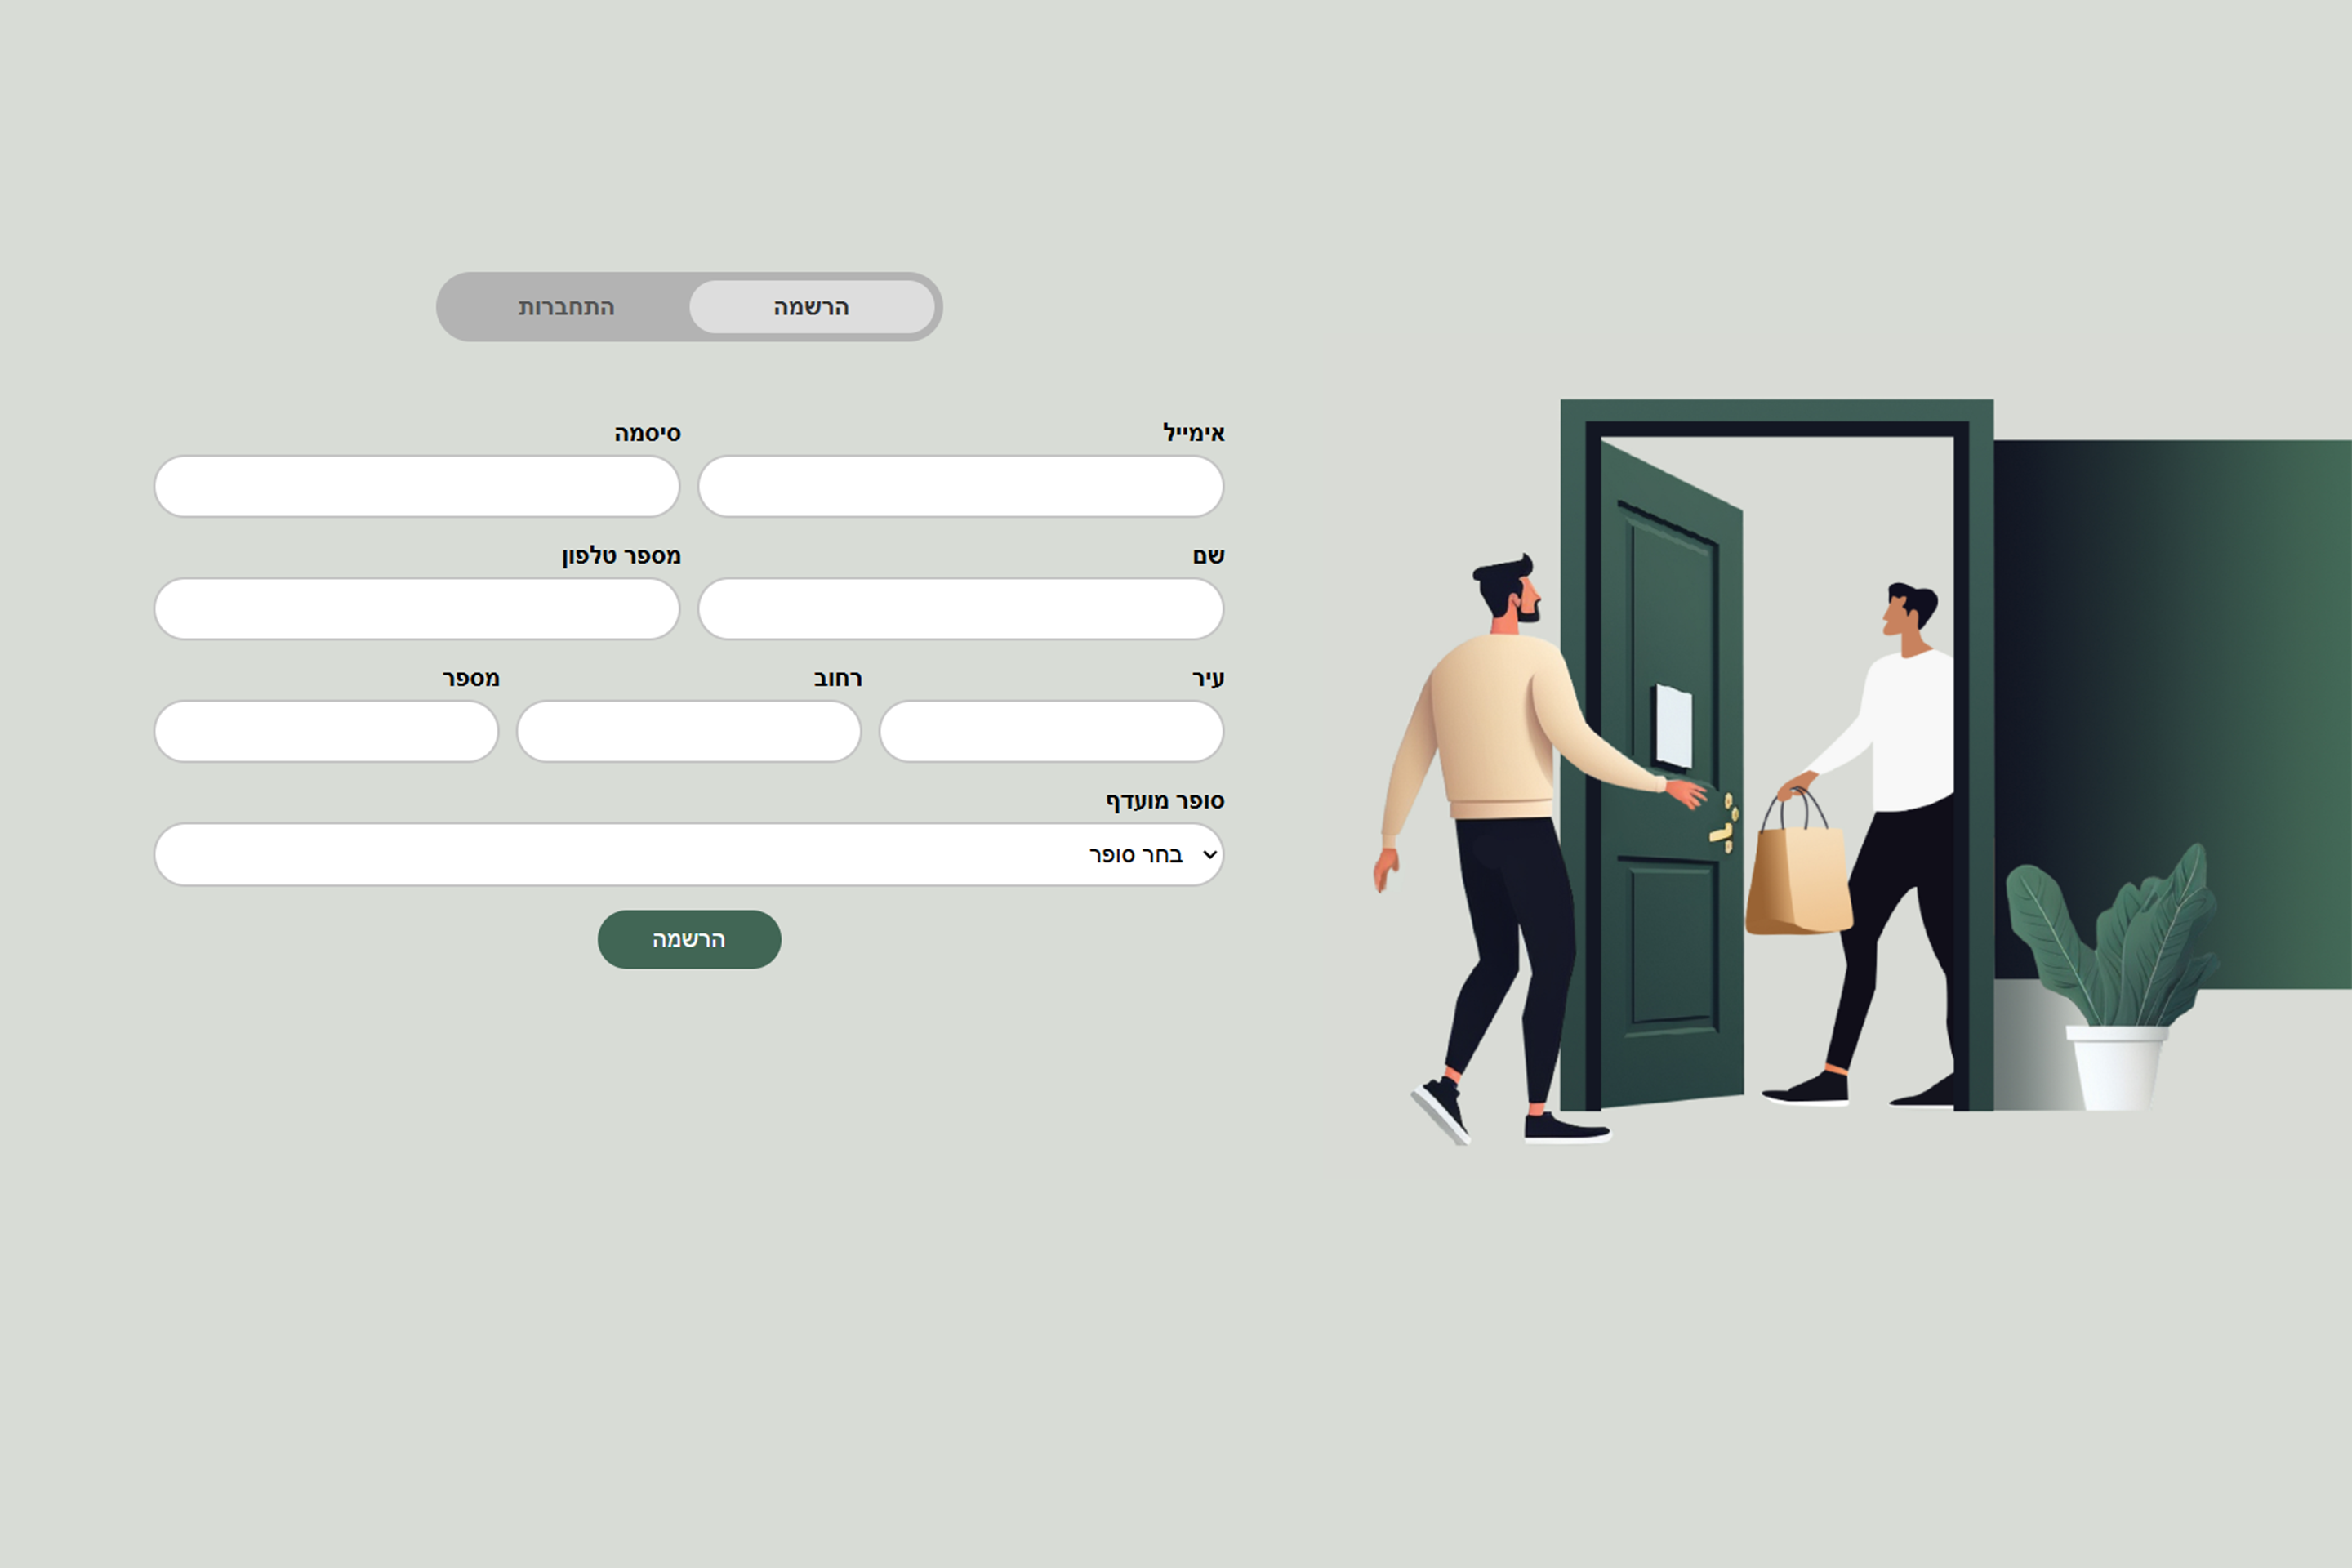 הרשמה התחברות
אימייל סיסמה
שם מספר טלפון
עיר רחוב מספר
סופר מועדף
בחר סופר
הרשמה